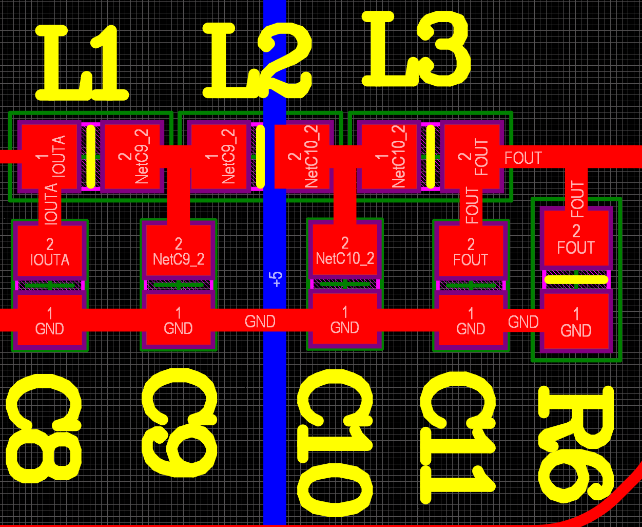 L1 L2 L3
1 IOUTA 2 NetC9_2 1 NetC9_2 2 NetC10_2 1 NetC10_2 2 FOUT FOUT
IOUTA FOUT FOUT
2 2 2 2 2
IOUTA NetC9_2 NetC10_2 FOUT FOUT
+5
1 1 1 1 1
GND GND GND GND GND GND GND
C8 C9 C10 C11 R6